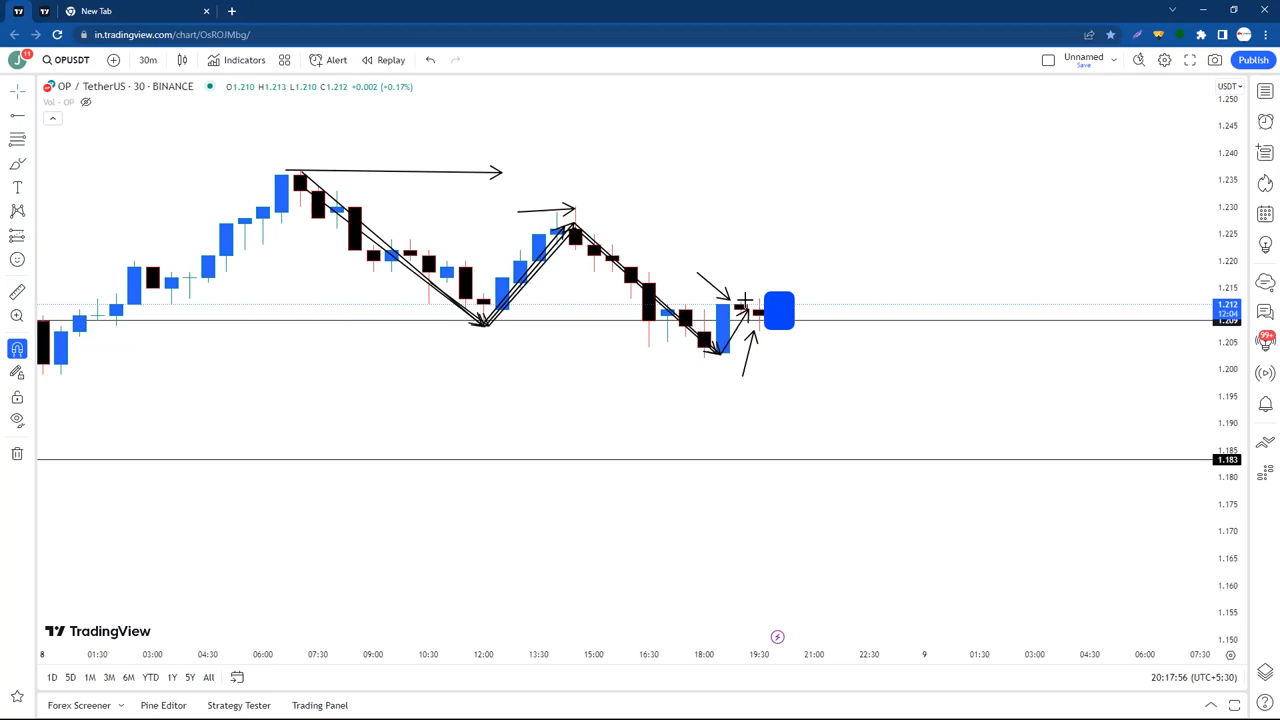 New Tab
in.tradingview.com/chart/OsROJMbg/
J 11 OPUSDT 30m Indicators Alert Replay Unnamed Save Publish
OP / TetherUS · 30 · BINANCE O1.210 H1.213 L1.210 C1.212 +0.002 (+0.17%) USDT
Vol · OP
1.250
1.245
1.240
1.235
1.230
1.225
1.220
1.215
1.212
12:04
1.209
1.205
1.200
1.195
1.190
1.185
1.183
1.180
1.175
1.170
1.165
1.160
1.155
1.150
99+
TradingView
8 01:30 03:00 04:30 06:00 07:30 09:00 10:30 12:00 13:30 15:00 16:30 18:00 19:30 21:00 22:30 9 01:30 03:00 04:30 06:00 07:30
1D 5D 1M 3M 6M YTD 1Y 5Y All 20:17:56 (UTC+5:30)
Forex Screener Pine Editor Strategy Tester Trading Panel